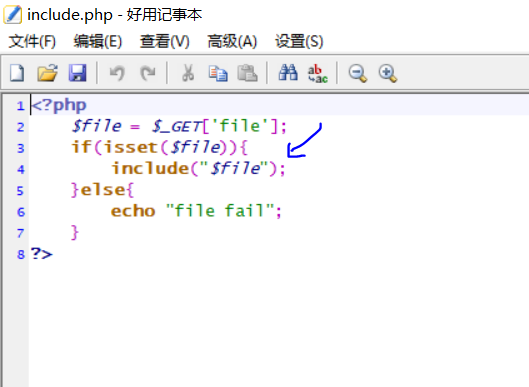 include.php - 好用记事本
文件(F) 编辑(E) 查看(V) 高级(A) 设置(S)
ab
ac
1 <?php
2 $file = $_GET['file'];
3 if(isset($file)){
4 include("$file");
5 }else{
6 echo "file fail";
7 }
8 ?>